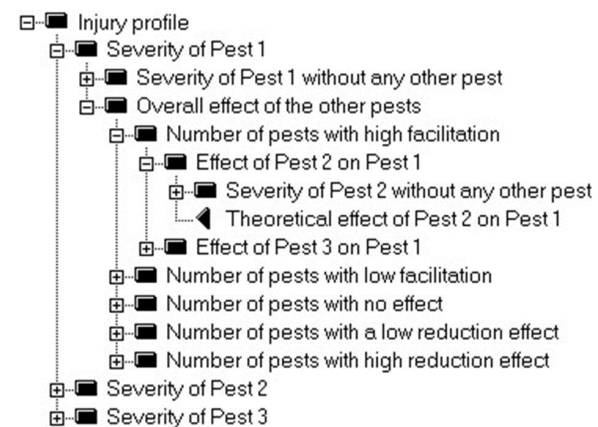 Injury profile
Severity of Pest 1
Severity of Pest 1 without any other pest
Overall effect of the other pests
Number of pests with high facilitation
Effect of Pest 2 on Pest 1
Severity of Pest 2 without any other pest
Theoretical effect of Pest 2 on Pest 1
Effect of Pest 3 on Pest 1
Number of pests with low facilitation
Number of pests with no effect
Number of pests with a low reduction effect
Number of pests with high reduction effect
Severity of Pest 2
Severity of Pest 3